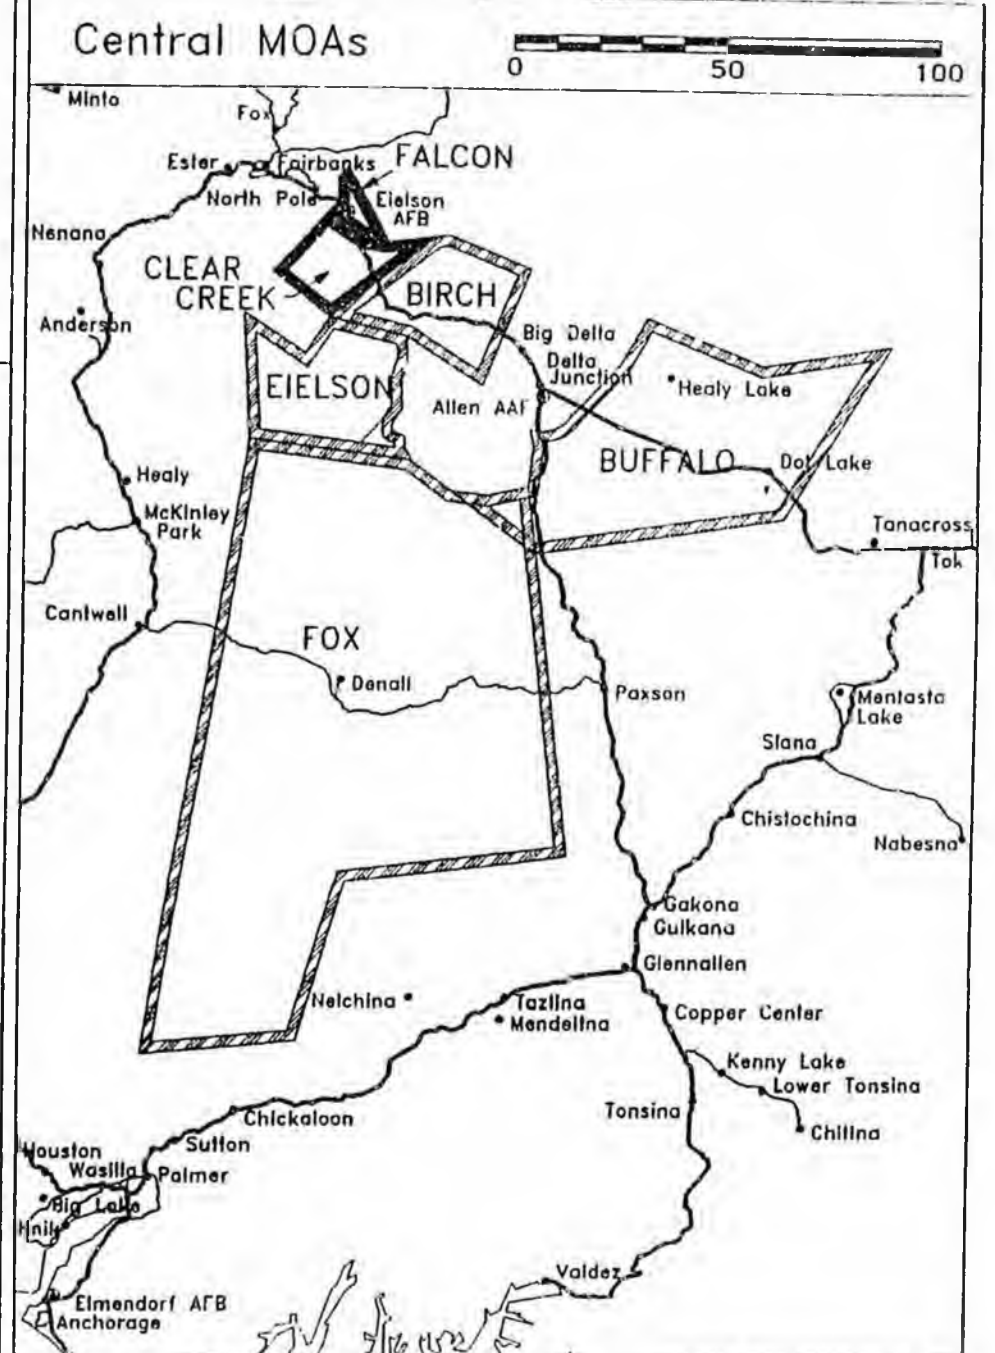 Central MOAs
0 50 100
Minto
Fox
Ester
Fairbanks
FALCON
North Pole
Eielson
AFB
Nenana
CLEAR
CREEK
BIRCH
Anderson
Big Delta
Delta
Junction
EIELSON
Healy Lake
Allen AAF
BUFFALO
Dot Lake
Healy
McKinley
Park
Tanacross
Tok
Cantwell
FOX
Denali
Paxson
Mentasta
Lake
Slana
Chistochina
Nabesna
Gakona
Gulkana
Glennallen
Nelchina
Tazlina
Mendelina
Copper Center
Kenny Lake
Lower Tonsina
Chickaloon
Tonsina
Chitina
Sutton
Houston
Wasilla
Palmer
Big Lake
Knik
Valdez
Elmendorf AFB
Anchorage